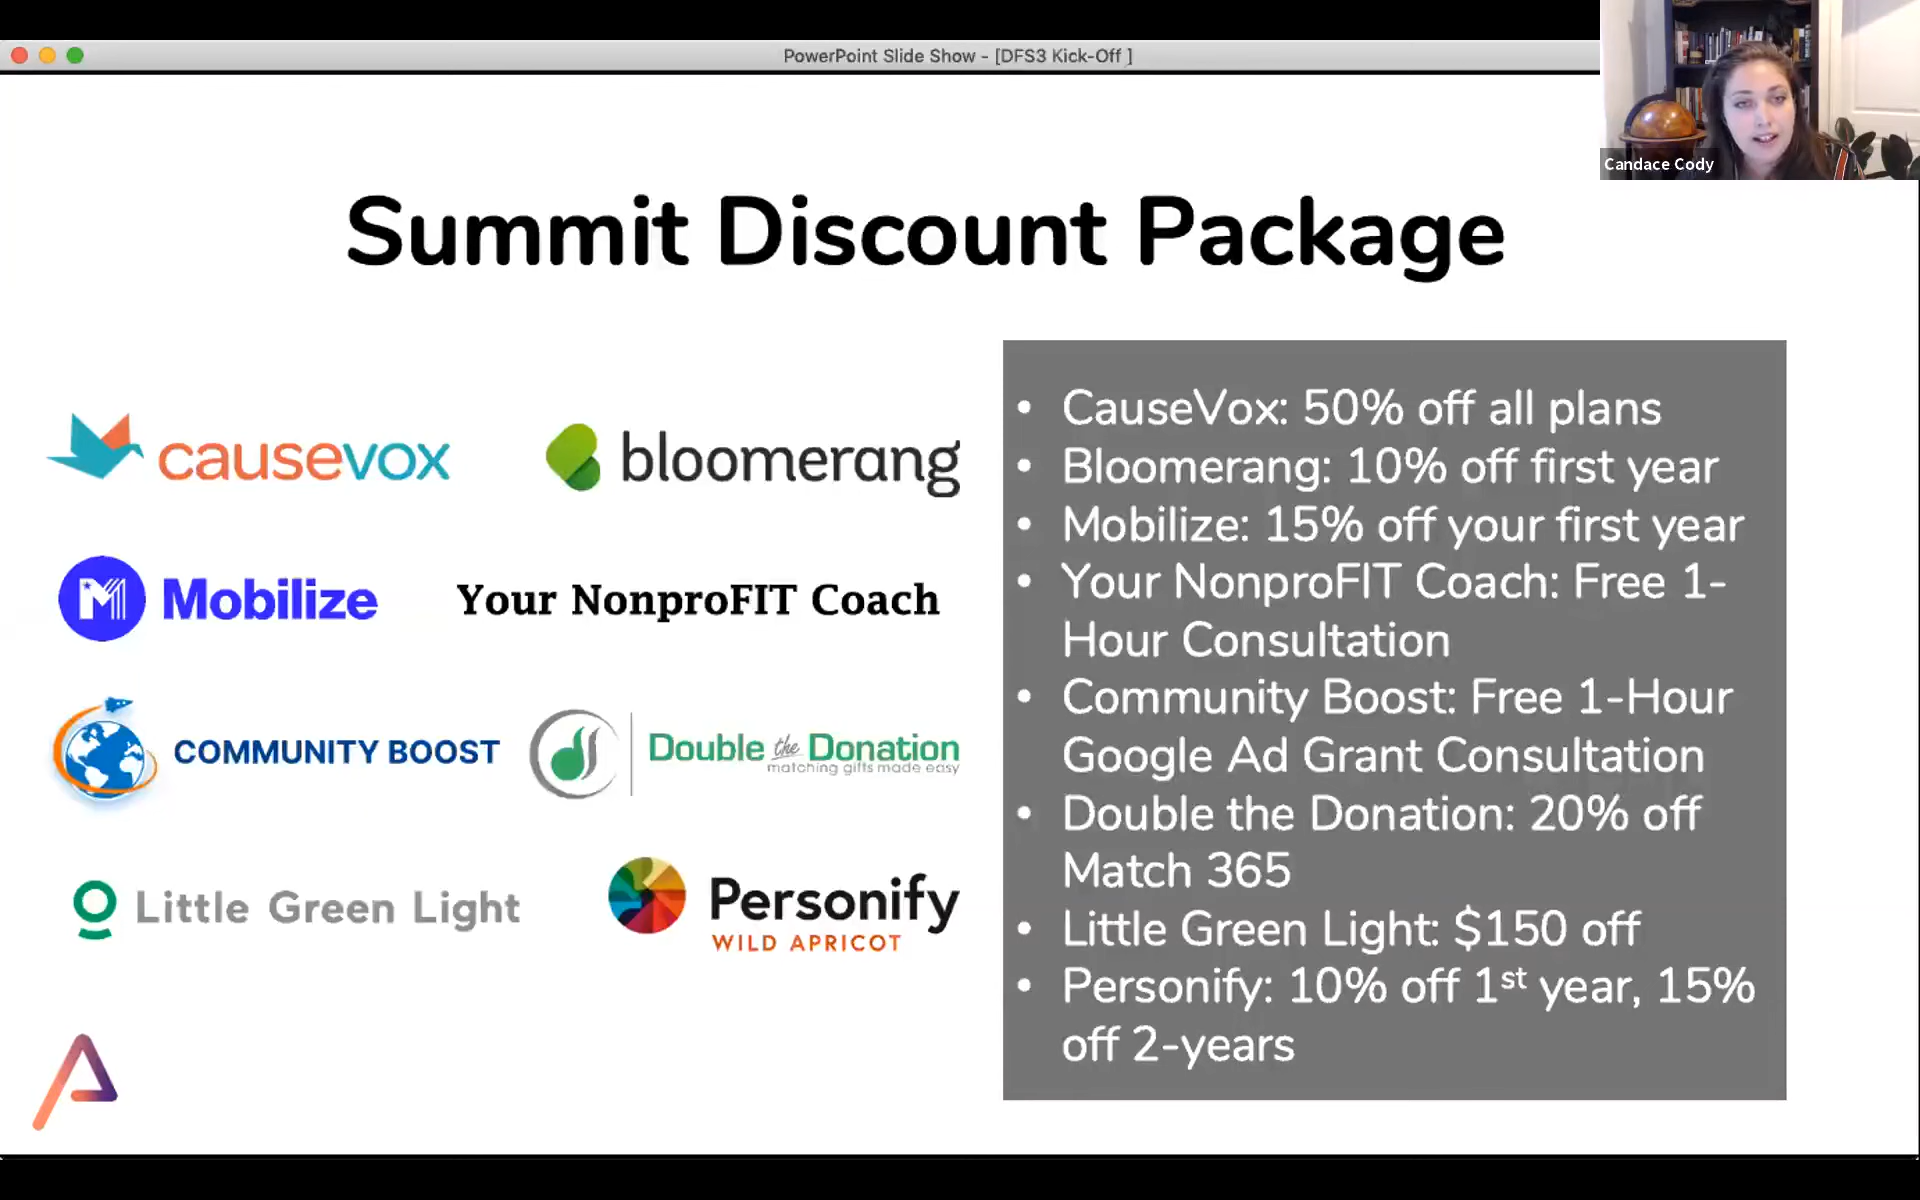 PowerPoint Slide Show - [DFS3 Kick-Off ]
Candace Cody
Summit Discount Package
causevox
bloomerang
Mobilize
Your NonproFIT Coach
COMMUNITY BOOST
Double the Donation
matching gifts made easy
Little Green Light
Personify
WILD APRICOT
• CauseVox: 50% off all plans
• Bloomerang: 10% off first year
• Mobilize: 15% off your first year
• Your NonproFIT Coach: Free 1-
Hour Consultation
• Community Boost: Free 1-Hour
Google Ad Grant Consultation
• Double the Donation: 20% off
Match 365
• Little Green Light: $150 off
• Personify: 10% off 1st year, 15%
off 2-years